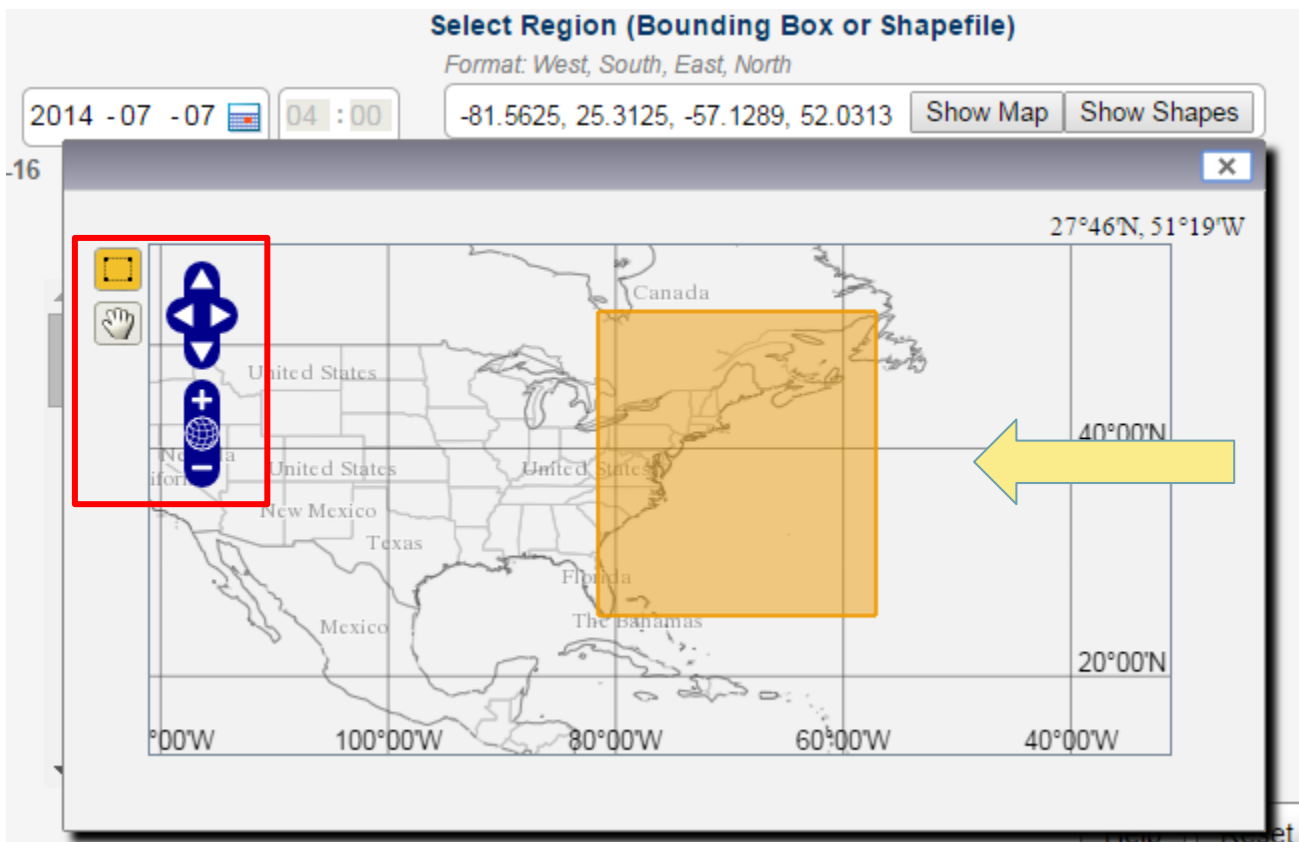 Select Region (Bounding Box or Shapefile)
Format: West, South, East, North
2014 - 07 - 07 04 : 00 -81.5625, 25.3125, -57.1289, 52.0313 Show Map Show Shapes
-16
×
27°46'N, 51°19'W
Canada
United States
40°00'N
United States United States
New Mexico
Texas
Florida
Mexico The Bahamas
20°00'N
°00'W 100°00'W 80°00'W 60°00'W 40°00'W
Help Reset